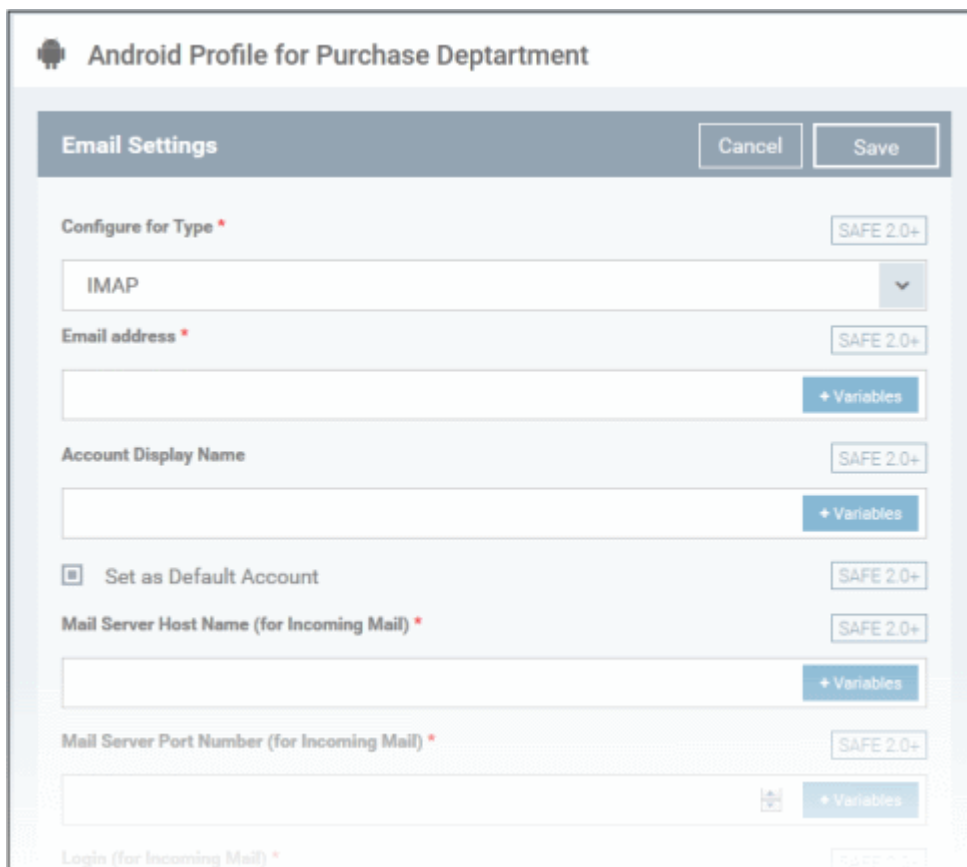 Android Profile for Purchase Deptartment
Email Settings Cancel Save
Configure for Type * SAFE 2.0+
IMAP
Email address * SAFE 2.0+
+ Variables
Account Display Name SAFE 2.0+
+ Variables
Set as Default Account SAFE 2.0+
Mail Server Host Name (for Incoming Mail) * SAFE 2.0+
+ Variables
Mail Server Port Number (for Incoming Mail) * SAFE 2.0+
+ Variables
Login (for Incoming Mail) * SAFE 2.0+